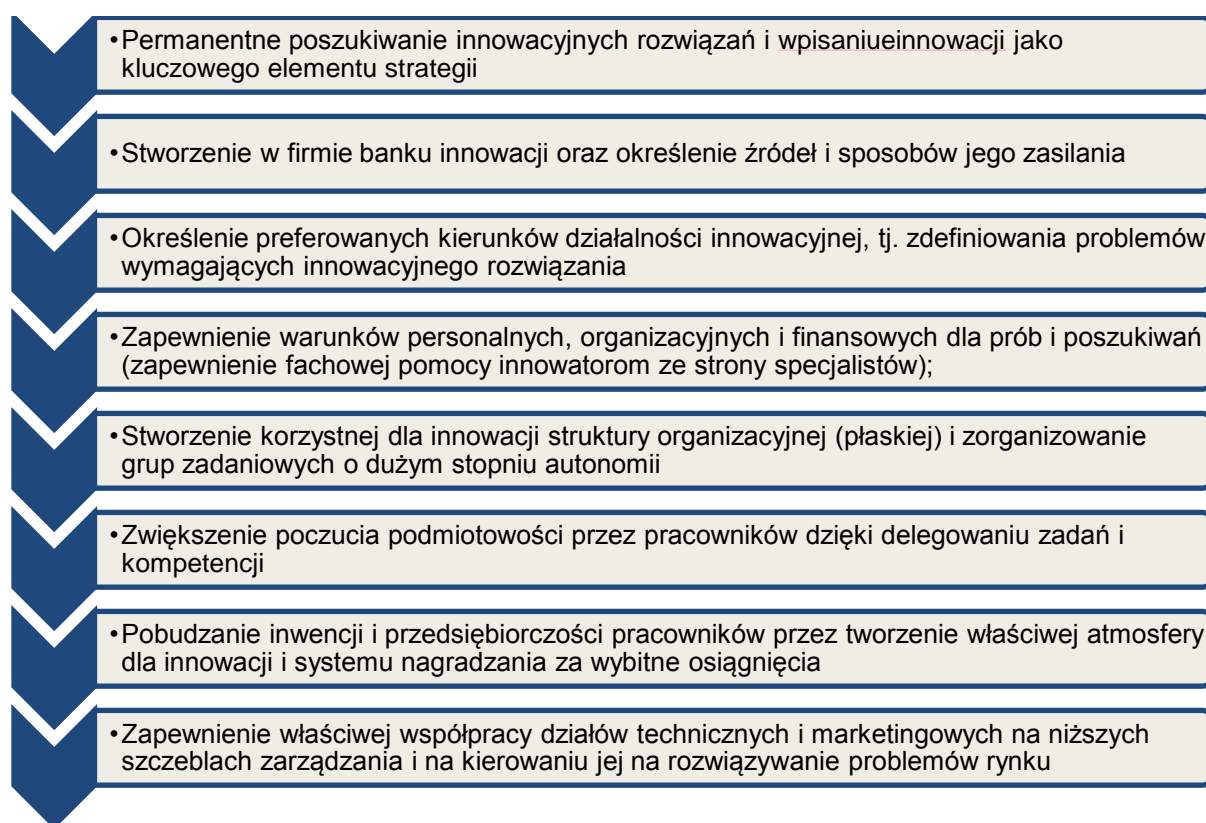 •Permanentne poszukiwanie innowacyjnych rozwiązań i wpisaniueinnowacji jako
kluczowego elementu strategii
•Stworzenie w firmie banku innowacji oraz określenie źródeł i sposobów jego zasilania
•Określenie preferowanych kierunków działalności innowacyjnej, tj. zdefiniowania problemów
wymagających innowacyjnego rozwiązania
•Zapewnienie warunków personalnych, organizacyjnych i finansowych dla prób i poszukiwań
(zapewnienie fachowej pomocy innowatorom ze strony specjalistów);
•Stworzenie korzystnej dla innowacji struktury organizacyjnej (płaskiej) i zorganizowanie
grup zadaniowych o dużym stopniu autonomii
•Zwiększenie poczucia podmiotowości przez pracowników dzięki delegowaniu zadań i
kompetencji
•Pobudzanie inwencji i przedsiębiorczości pracowników przez tworzenie właściwej atmosfery
dla innowacji i systemu nagradzania za wybitne osiągnięcia
•Zapewnienie właściwej współpracy działów technicznych i marketingowych na niższych
szczeblach zarządzania i na kierowaniu jej na rozwiązywanie problemów rynku